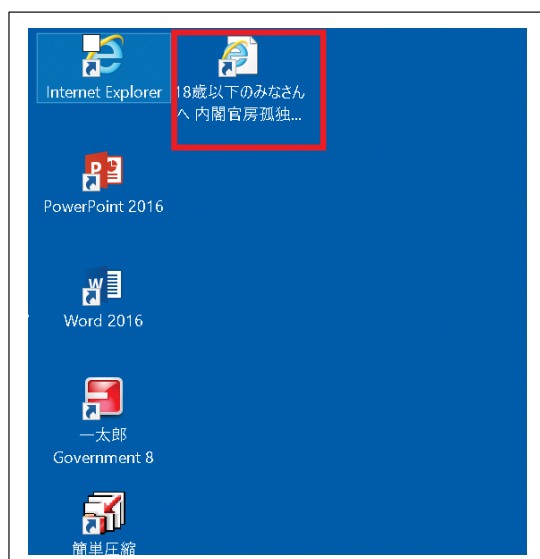 Internet Explorer
18歳以下のみなさん
へ 内閣官房孤独...
PowerPoint 2016
Word 2016
一太郎
Government 8
簡単圧縮